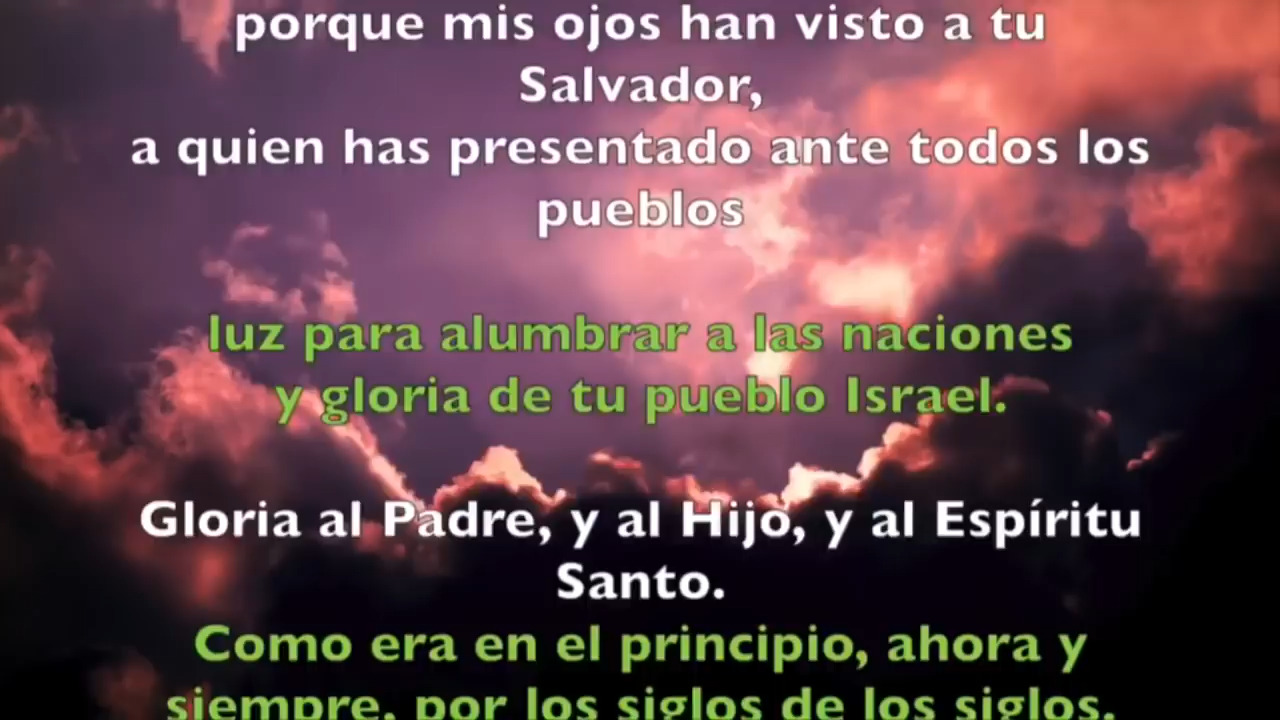 porque mis ojos han visto a tu
Salvador,
a quien has presentado ante todos los
pueblos
luz para alumbrar a las naciones
y gloria de tu pueblo Israel.
Gloria al Padre, y al Hijo, y al Espíritu
Santo.
Como era en el principio, ahora y
siempre, por los siglos de los siglos.